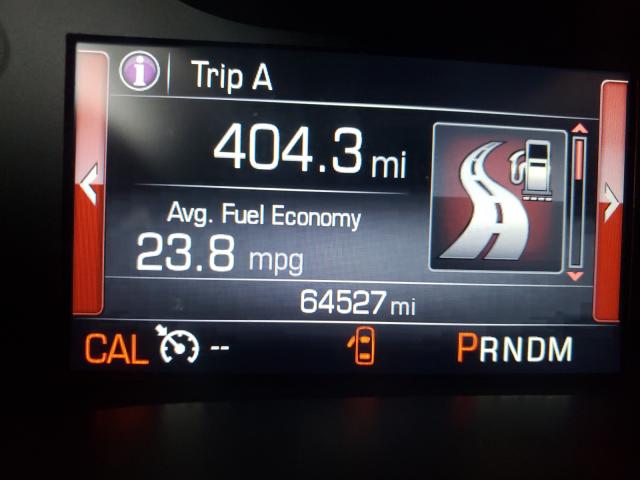 i Trip A
404.3 mi
Avg. Fuel Economy
23.8 mpg
64527 mi
CAL -- PRNDM